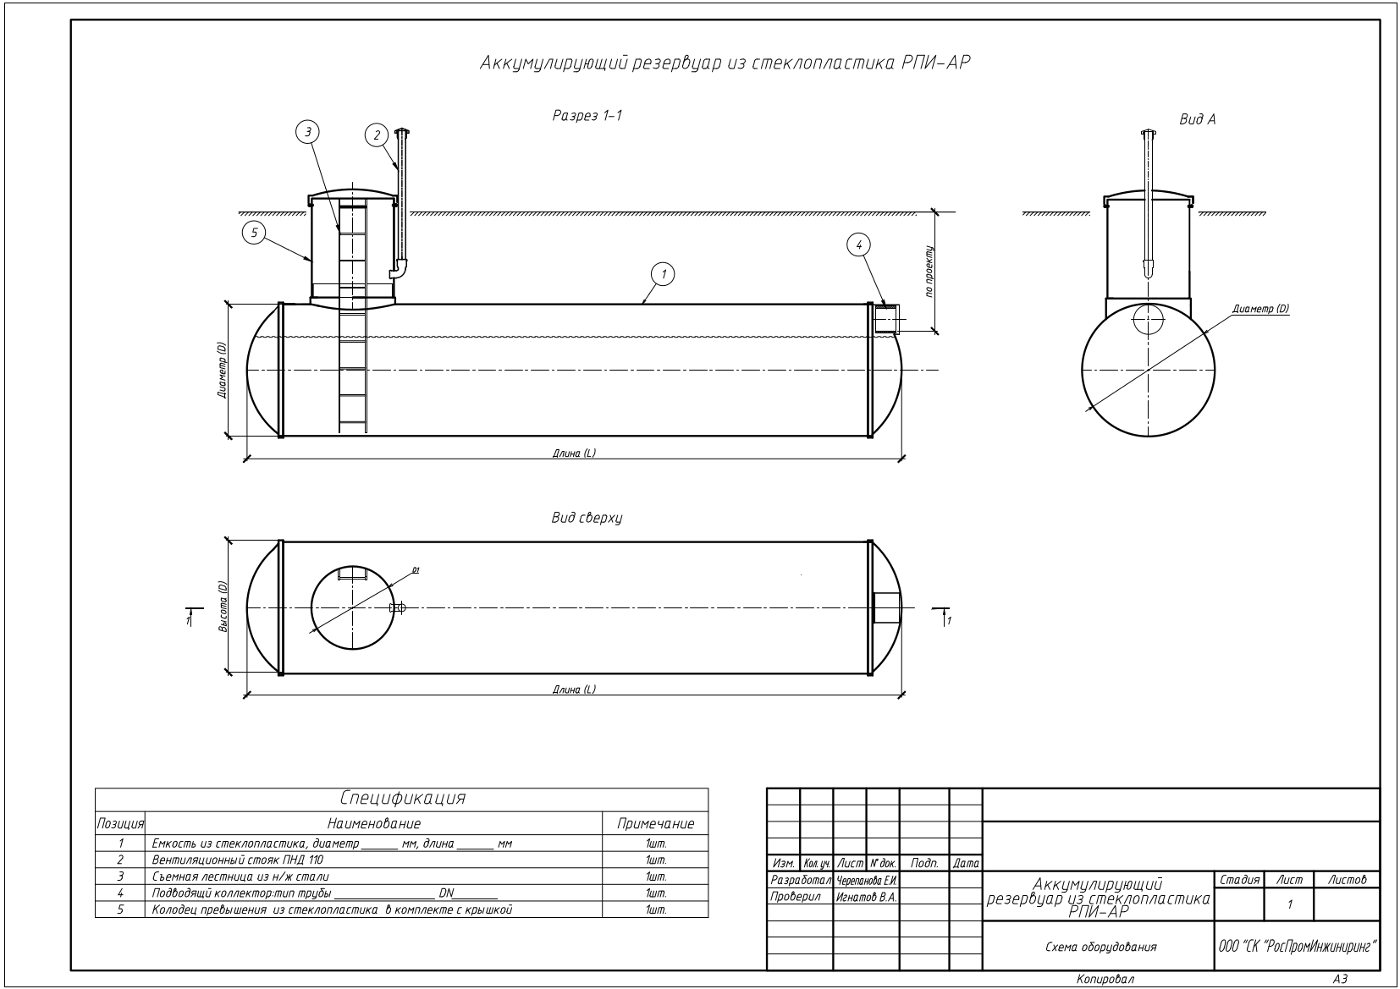 Аккумулирующий резервуар из стеклопластика РПИ-АР
Разрез 1-1
Вид А
3
2
5
4
1
по проекту
Диаметр (D)
Диаметр (D)
Длина (L)
Вид сверху
D1
Высота (D)
1
1
Длина (L)
Спецификация
Позиция Наименование Примечание
1 Емкость из стеклопластика, диаметр ______ мм, длина ______ мм 1шт.
2 Вентиляционный стояк ПНД 110 1шт.
3 Съемная лестница из н/ж стали 1шт.
4 Подводящй коллектор:тип трубы ________________ DN_______ 1шт.
5 Колодец превышения из стеклопластика в комплекте с крышкой 1шт.
Изм. Кол.уч. Лист № док. Подп. Дата
Разработал Черепанова Е.И.
Проверил Игнатов В.А.
Аккумулирующий
резервуар из стеклопластика
РПИ-АР
Стадия Лист Листов
1
Схема оборудования
ООО "СК "РосПромИнжиниринг"
Копировал
А3